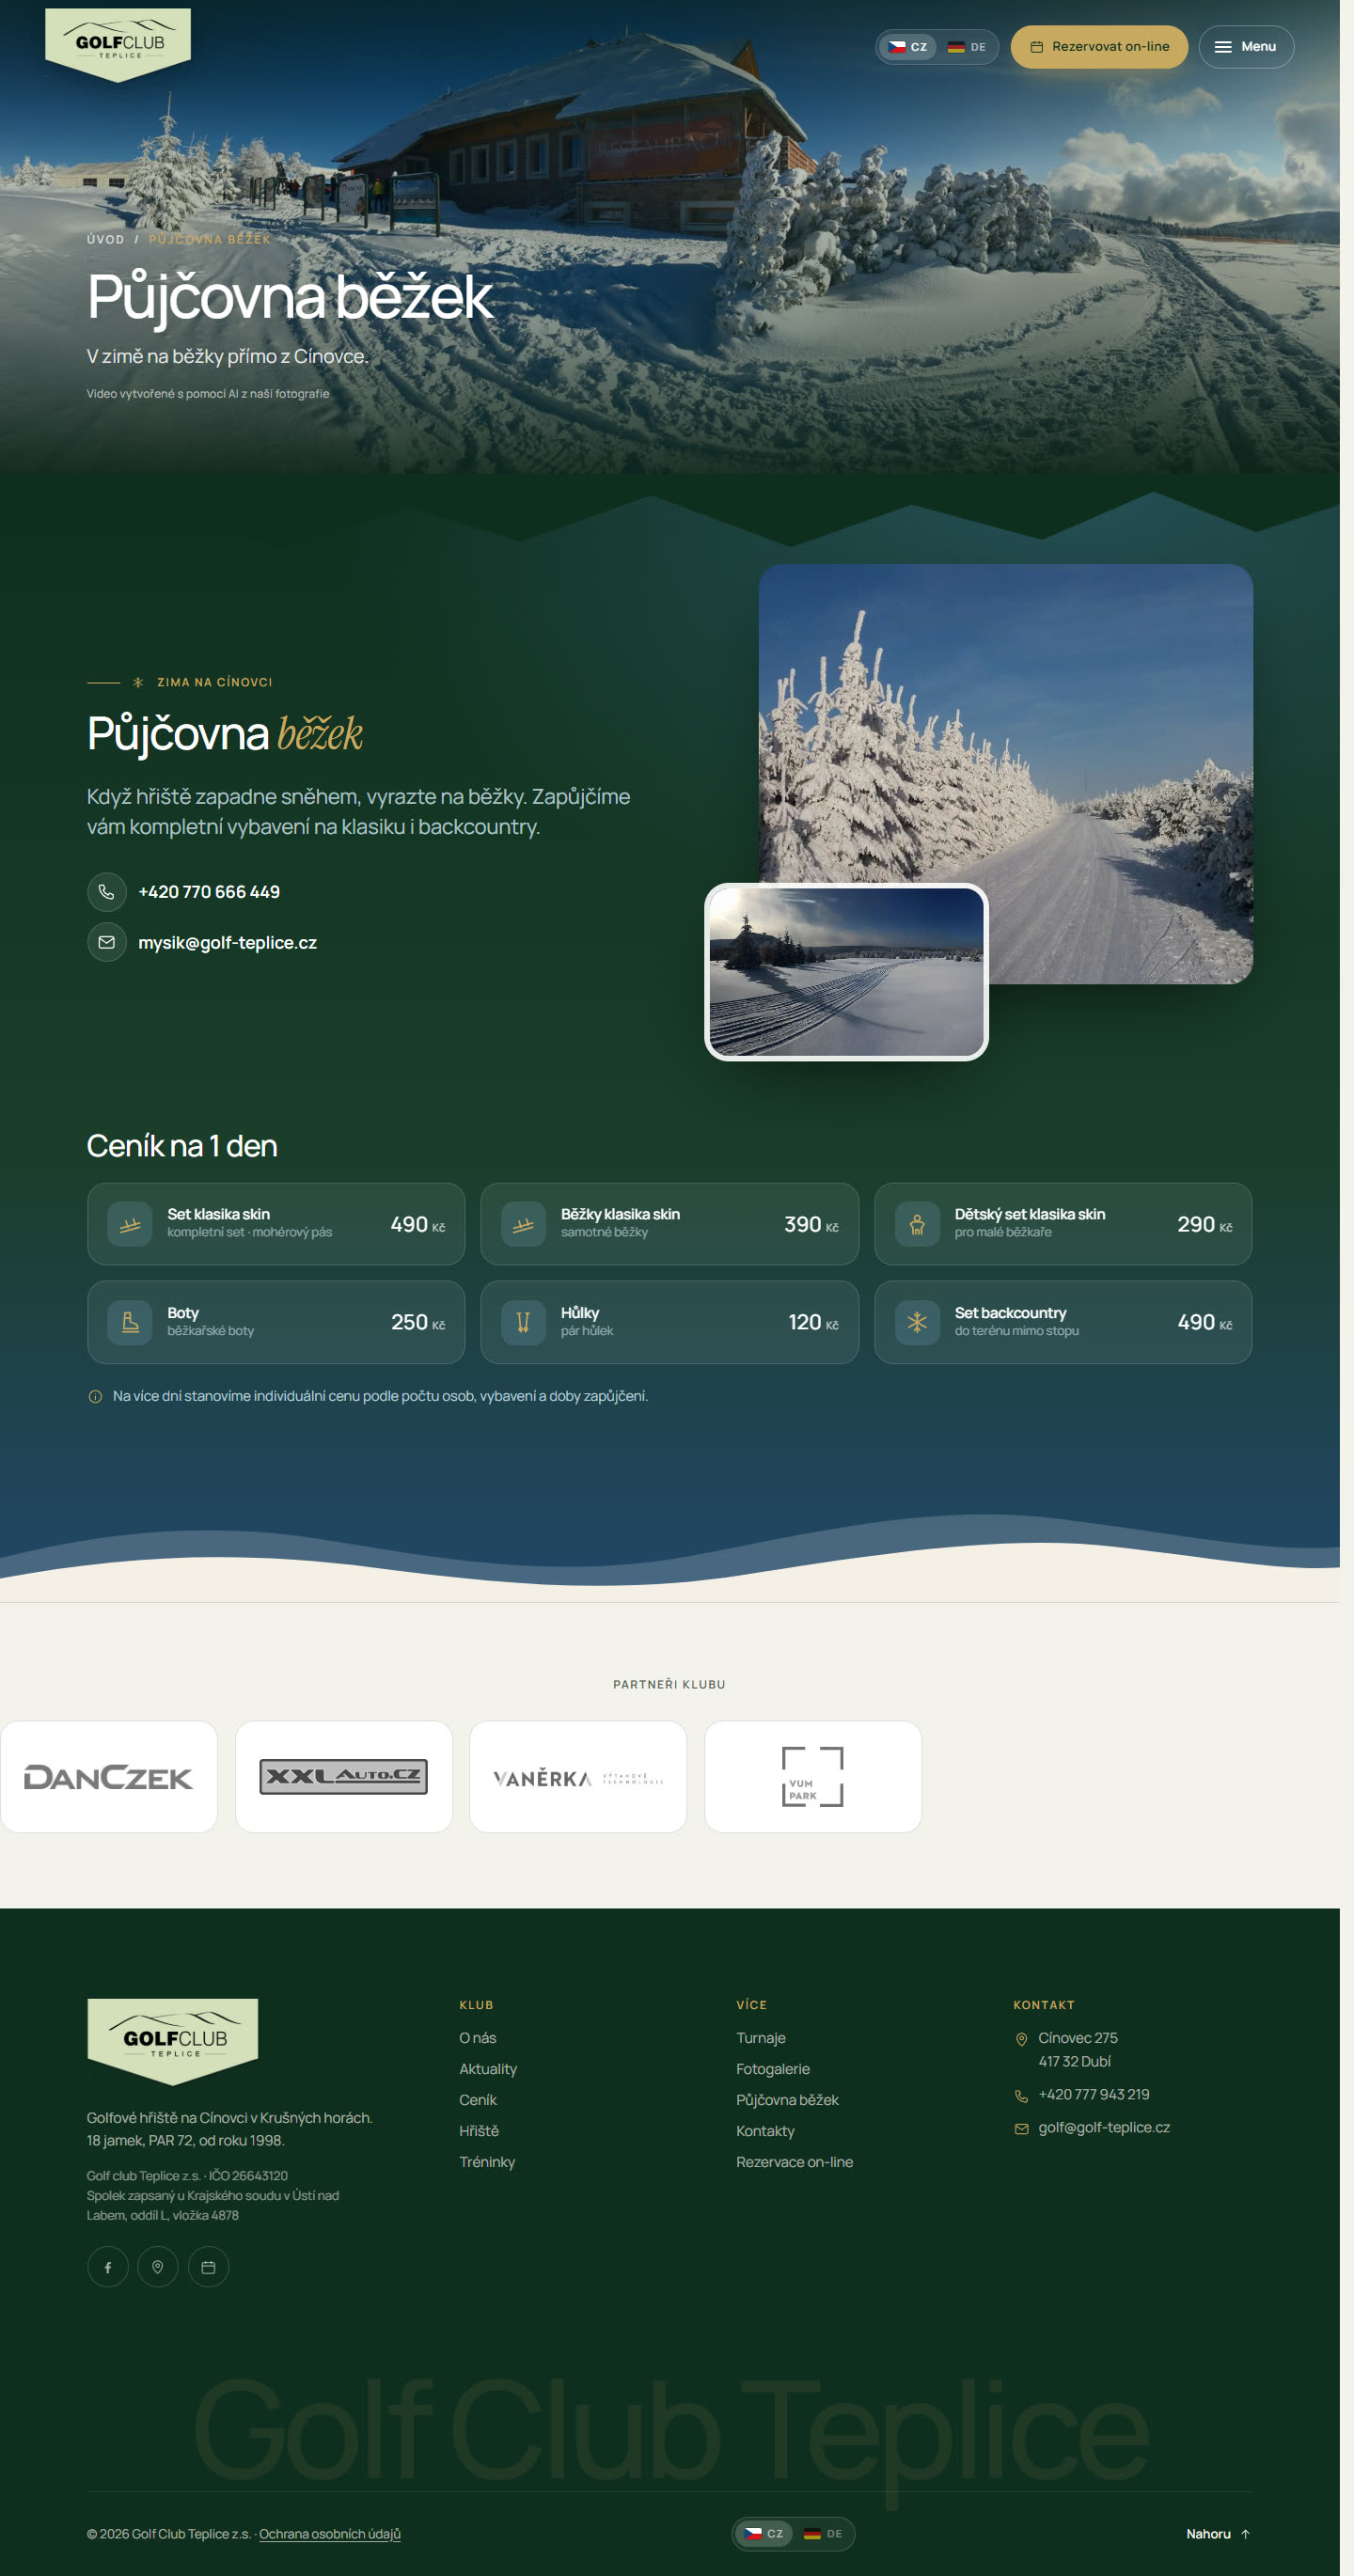 GOLFCLUB
TEPLICE
CZ
DE
Rezervovat on-line
Menu
RESTAURACE
ÚVOD / PŮJČOVNA BĚŽEK
Půjčovna běžek
V zimě na běžky přímo z Cínovce.
Video vytvořené s pomocí AI z naší fotografie
ZIMA NA CÍNOVCI
Půjčovna běžek
Když hřiště zapadne sněhem, vyrazte na běžky. Zapůjčíme
vám kompletní vybavení na klasiku i backcountry.
+420 770 666 449
mysik@golf-teplice.cz
Ceník na 1 den
Set klasika skin
kompletní set · mohérový pás
490 Kč
Běžky klasika skin
samotné běžky
390 Kč
Dětský set klasika skin
pro malé běžkaře
290 Kč
Boty
běžkařské boty
250 Kč
Hůlky
pár hůlek
120 Kč
Set backcountry
do terénu mimo stopu
490 Kč
Na více dní stanovíme individuální cenu podle počtu osob, vybavení a doby zapůjčení.
PARTNEŘI KLUBU
DANCZEK
XXLAUTO.CZ
VANĚRKA VÝTAHOVÉ
TECHNOLOGIE
VUM
PARK
GOLFCLUB
TEPLICE
Golfové hřiště na Cínovci v Krušných horách.
18 jamek, PAR 72, od roku 1998.
Golf club Teplice z.s. · IČO 26643120
Spolek zapsaný u Krajského soudu v Ústí nad
Labem, oddíl L, vložka 4878
KLUB
O nás
Aktuality
Ceník
Hřiště
Tréninky
VÍCE
Turnaje
Fotogalerie
Půjčovna běžek
Kontakty
Rezervace on-line
KONTAKT
Cínovec 275
417 32 Dubí
+420 777 943 219
golf@golf-teplice.cz
Golf Club Teplice
© 2026 Golf Club Teplice z.s. · Ochrana osobních údajů
CZ
DE
Nahoru